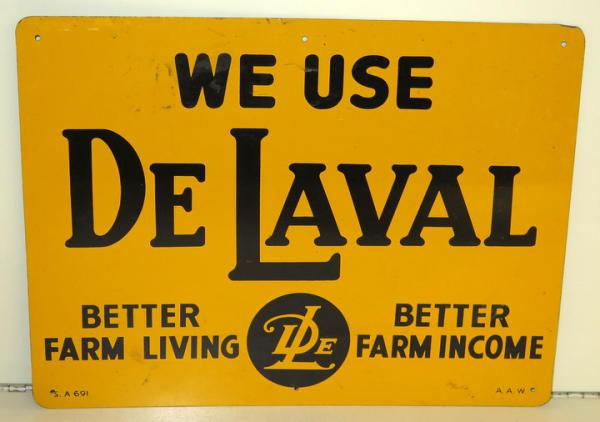 WE USE
DE LAVAL
BETTER FARM LIVING
DLE
BETTER FARM INCOME
S. A 691
A. A. W. C.